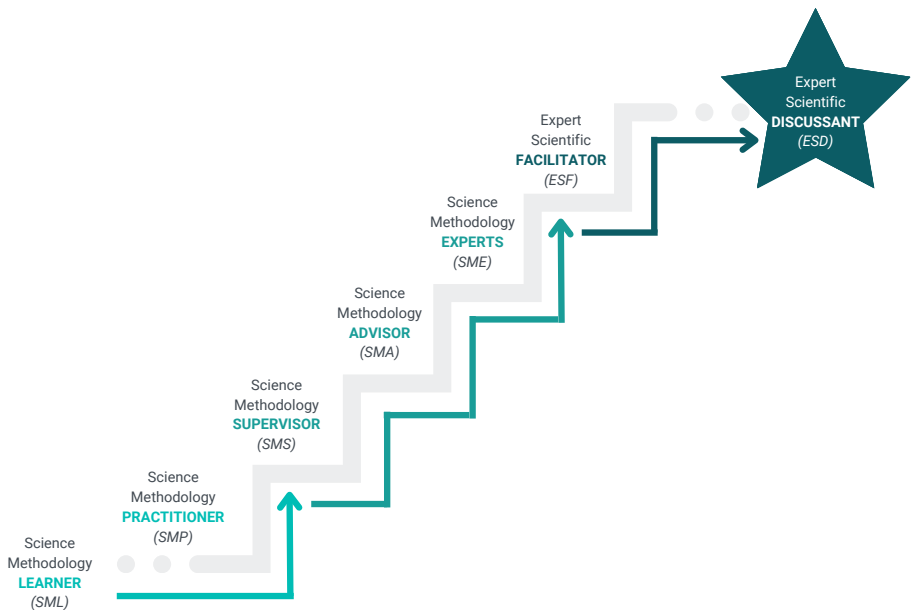 Expert
Scientific
DISCUSSANT
(ESD)
Expert
Scientific
FACILITATOR
(ESF)
Science
Methodology
EXPERTS
(SME)
Science
Methodology
ADVISOR
(SMA)
Science
Methodology
SUPERVISOR
(SMS)
Science
Methodology
PRACTITIONER
(SMP)
Science
Methodology
LEARNER
(SML)